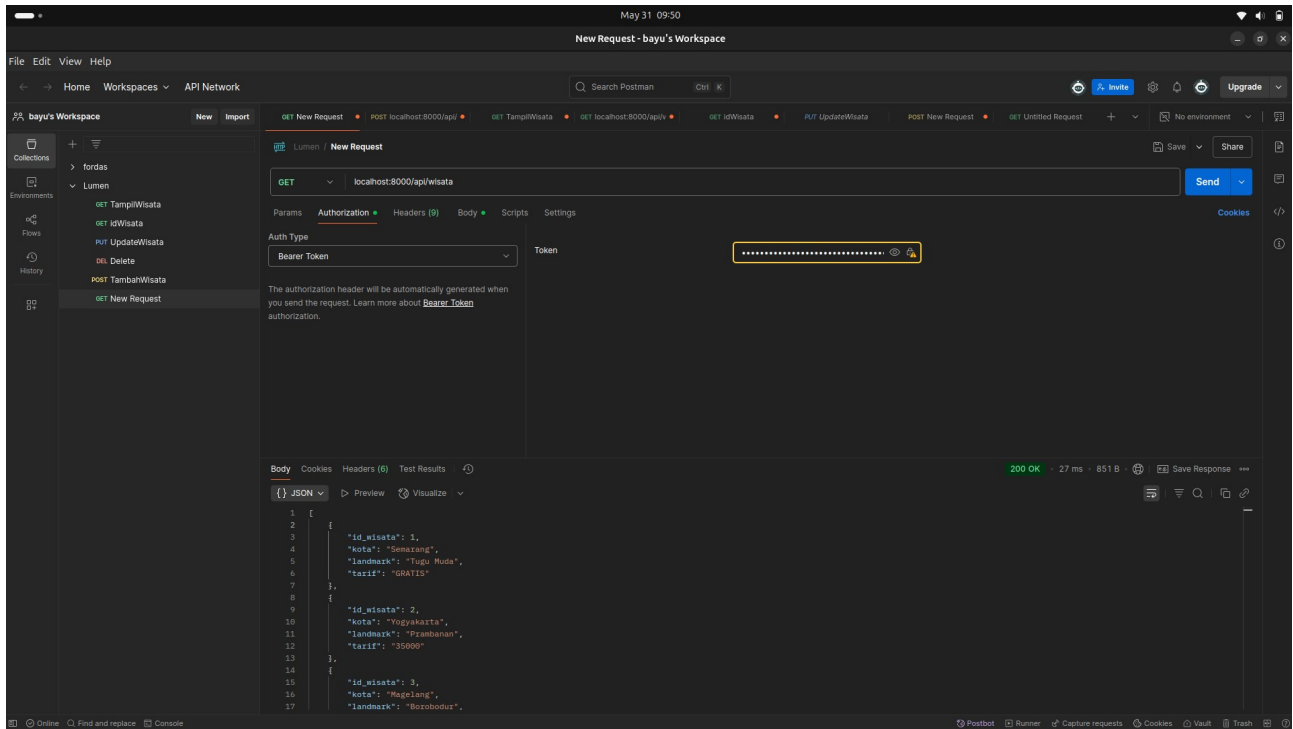 May 31 09:50
New Request - bayu's Workspace
File Edit View Help
Home Workspaces API Network
Search Postman Ctrl K
Invite
Upgrade
bayu's Workspace New Import
GET New Request POST localhost:8000/api/ GET TampilWisata GET localhost:8000/api/v GET idWisata PUT UpdateWisata POST New Request GET Untitled Request No environment
Collections
Environments
Flows
History
fordas
Lumen
GET TampilWisata
GET idWisata
PUT UpdateWisata
DEL Delete
POST TambahWisata
GET New Request
HTTP Lumen / New Request Save Share
GET localhost:8000/api/wisata Send
Params Authorization Headers (9) Body Scripts Settings Cookies
Auth Type
Bearer Token
The authorization header will be automatically generated when
you send the request. Learn more about Bearer Token
authorization.
Token
Body Cookies Headers (6) Test Results 200 OK 27 ms 851 B Save Response
{} JSON Preview Visualize
1 [
2 {
3 "id_wisata": 1,
4 "kota": "Semarang",
5 "landmark": "Tugu Muda",
6 "tarif": "GRATIS"
7 },
8 {
9 "id_wisata": 2,
10 "kota": "Yogyakarta",
11 "landmark": "Prambanan",
12 "tarif": "35000"
13 },
14 {
15 "id_wisata": 3,
16 "kota": "Magelang",
17 "landmark": "Borobodur",
Online Find and replace Console Postbot Runner Capture requests Cookies Vault Trash